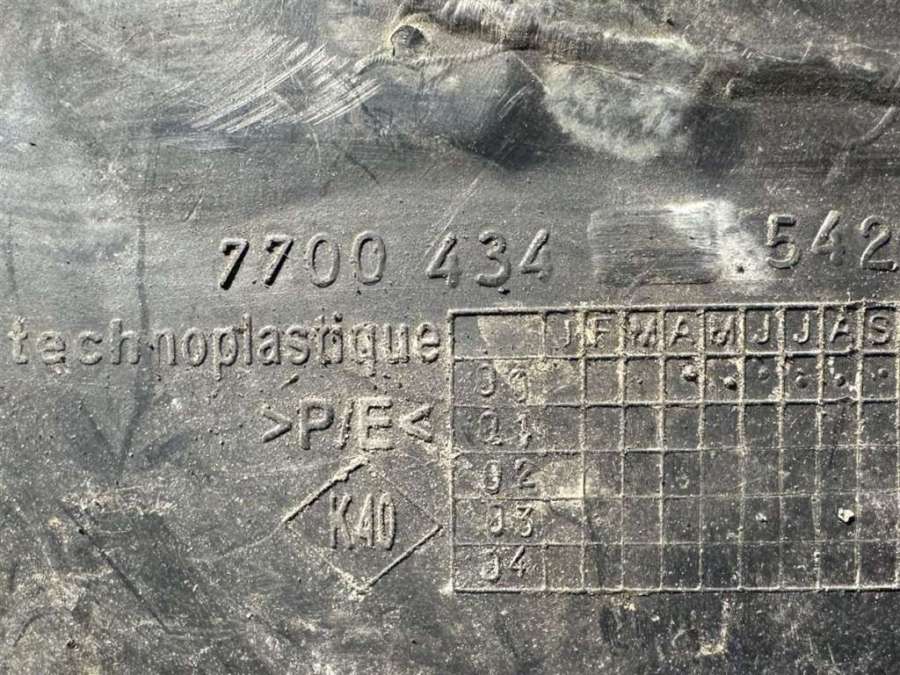 7700 434 542
technoplastique
J F M A M J J A S
>P/E<
00
01
02
K40
03
04